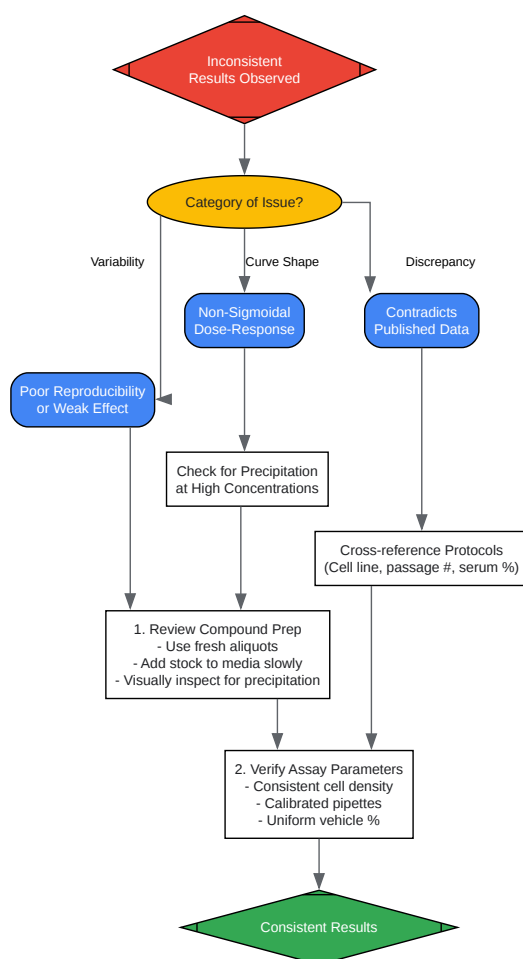 Inconsistent
Results Observed
Category of Issue?
Variability
Curve Shape
Discrepancy
Non-Sigmoidal
Dose-Response
Contradicts
Published Data
Poor Reproducibility
or Weak Effect
Check for Precipitation
at High Concentrations
Cross-reference Protocols
(Cell line, passage #, serum %)
1. Review Compound Prep
- Use fresh aliquots
- Add stock to media slowly
- Visually inspect for precipitation
2. Verify Assay Parameters
- Consistent cell density
- Calibrated pipettes
- Uniform vehicle %
Consistent Results